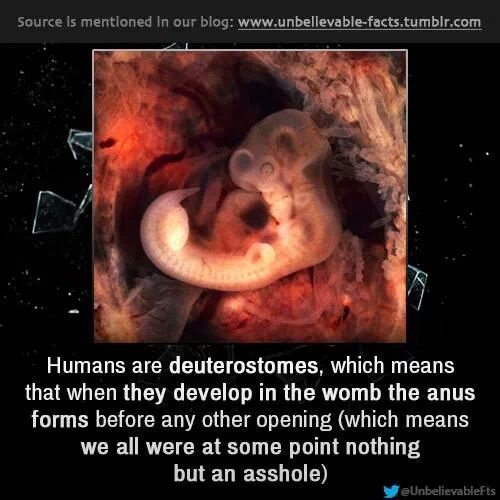 Source is mentioned in our blog: www.unbelievable-facts.tumblr.com
Humans are deuterostomes, which means
that when they develop in the womb the anus
forms before any other opening (which means
we all were at some point nothing
but an asshole)
@UnbelievableFts